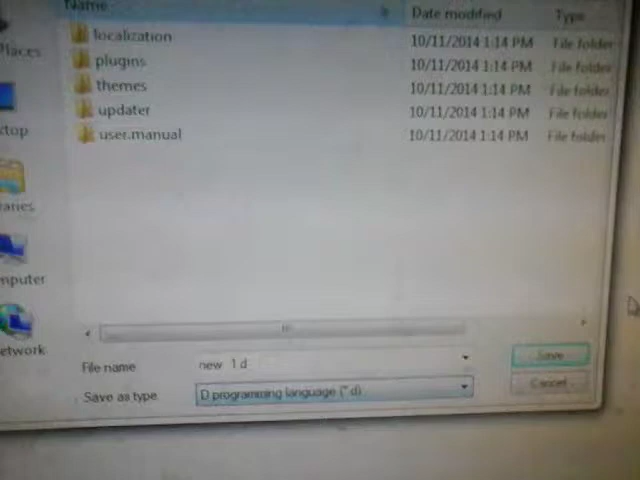 Name Date modified Type
localization 10/11/2014 1:14 PM File folder
plugins 10/11/2014 1:14 PM File folder
themes 10/11/2014 1:14 PM File folder
updater 10/11/2014 1:14 PM File folder
user.manual 10/11/2014 1:14 PM File folder
Places
ktop
aries
mputer
etwork
File name new 1 d Save
Save as type D programming language (*.d) Cancel